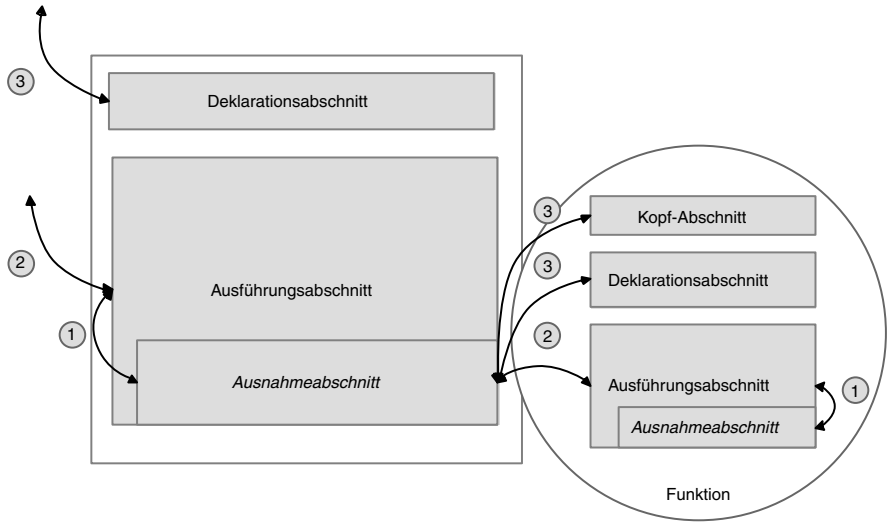 3
Deklarationsabschnitt
2
Ausführungsabschnitt
1
Ausnahmeabschnitt
3
Kopf-Abschnitt
3
Deklarationsabschnitt
2
Ausführungsabschnitt
1
Ausnahmeabschnitt
Funktion